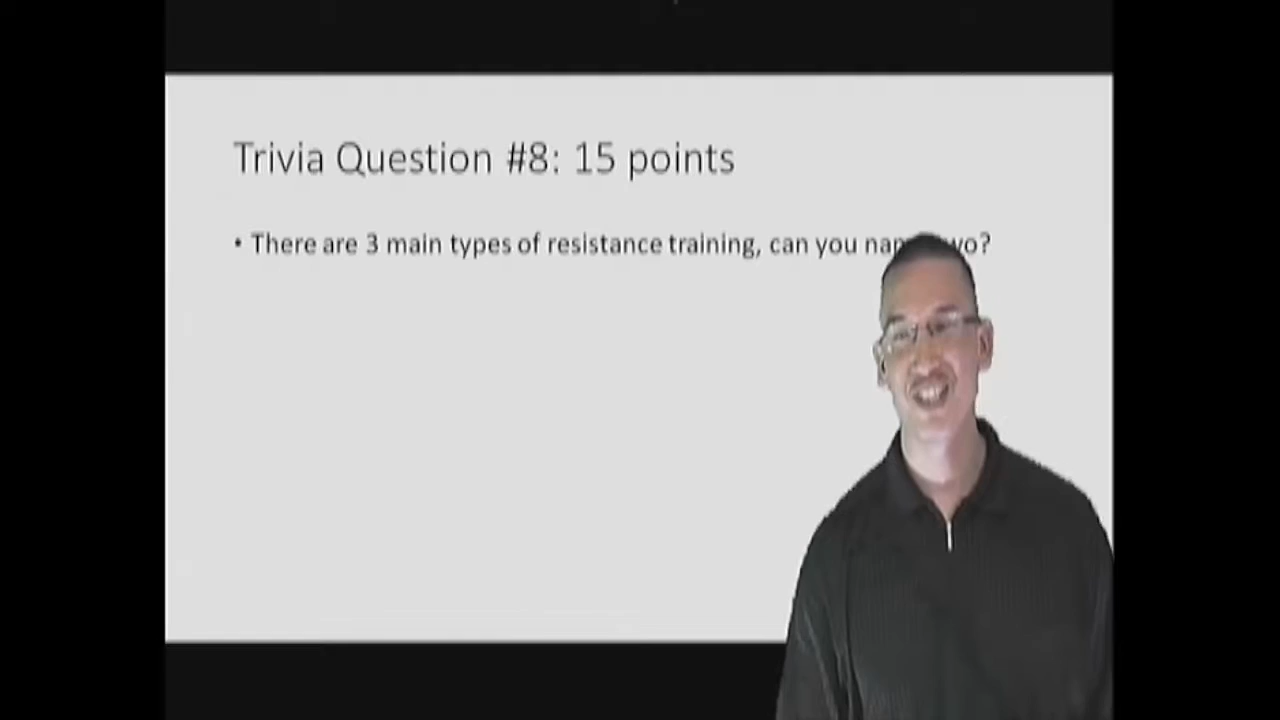 Trivia Question #8: 15 points
• There are 3 main types of resistance training, can you